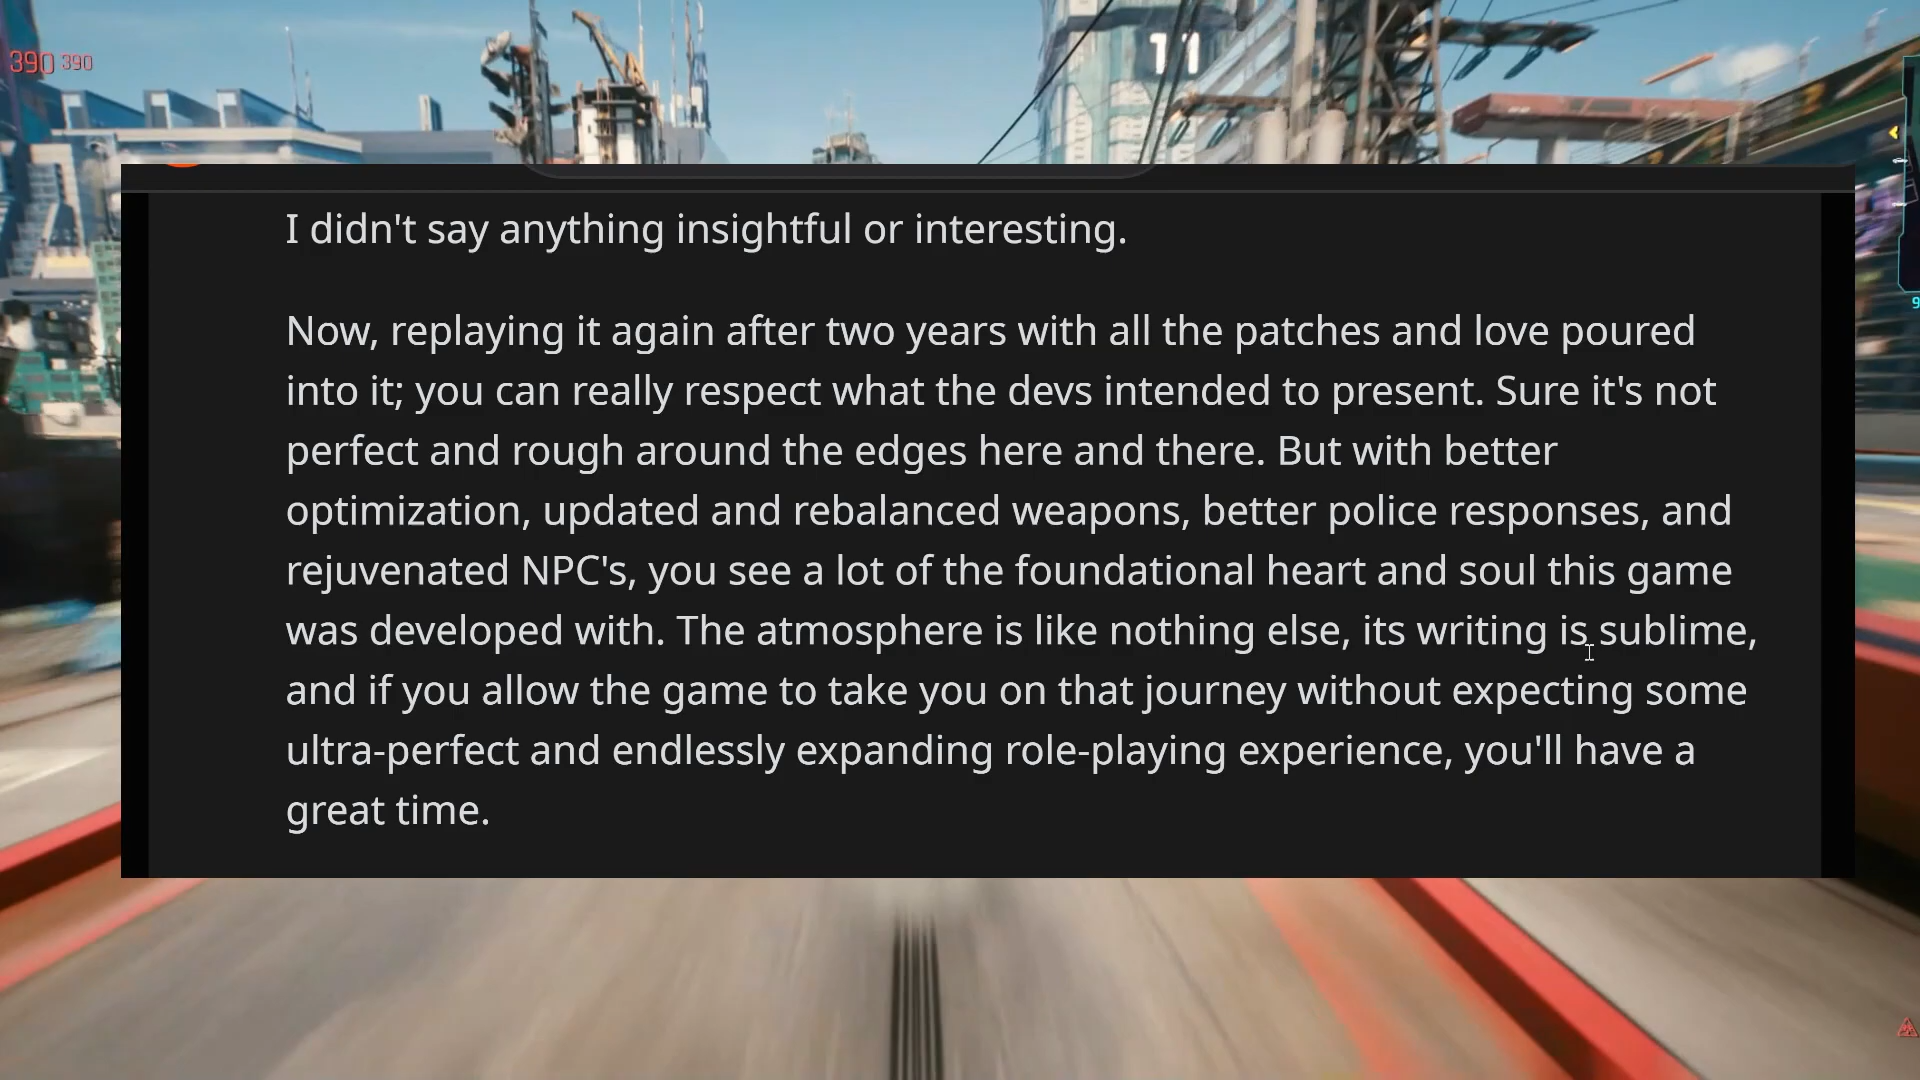 390 390
11
I didn't say anything insightful or interesting.
Now, replaying it again after two years with all the patches and love poured
into it; you can really respect what the devs intended to present. Sure it's not
perfect and rough around the edges here and there. But with better
optimization, updated and rebalanced weapons, better police responses, and
rejuvenated NPC's, you see a lot of the foundational heart and soul this game
was developed with. The atmosphere is like nothing else, its writing is sublime,
and if you allow the game to take you on that journey without expecting some
ultra-perfect and endlessly expanding role-playing experience, you'll have a
great time.
9